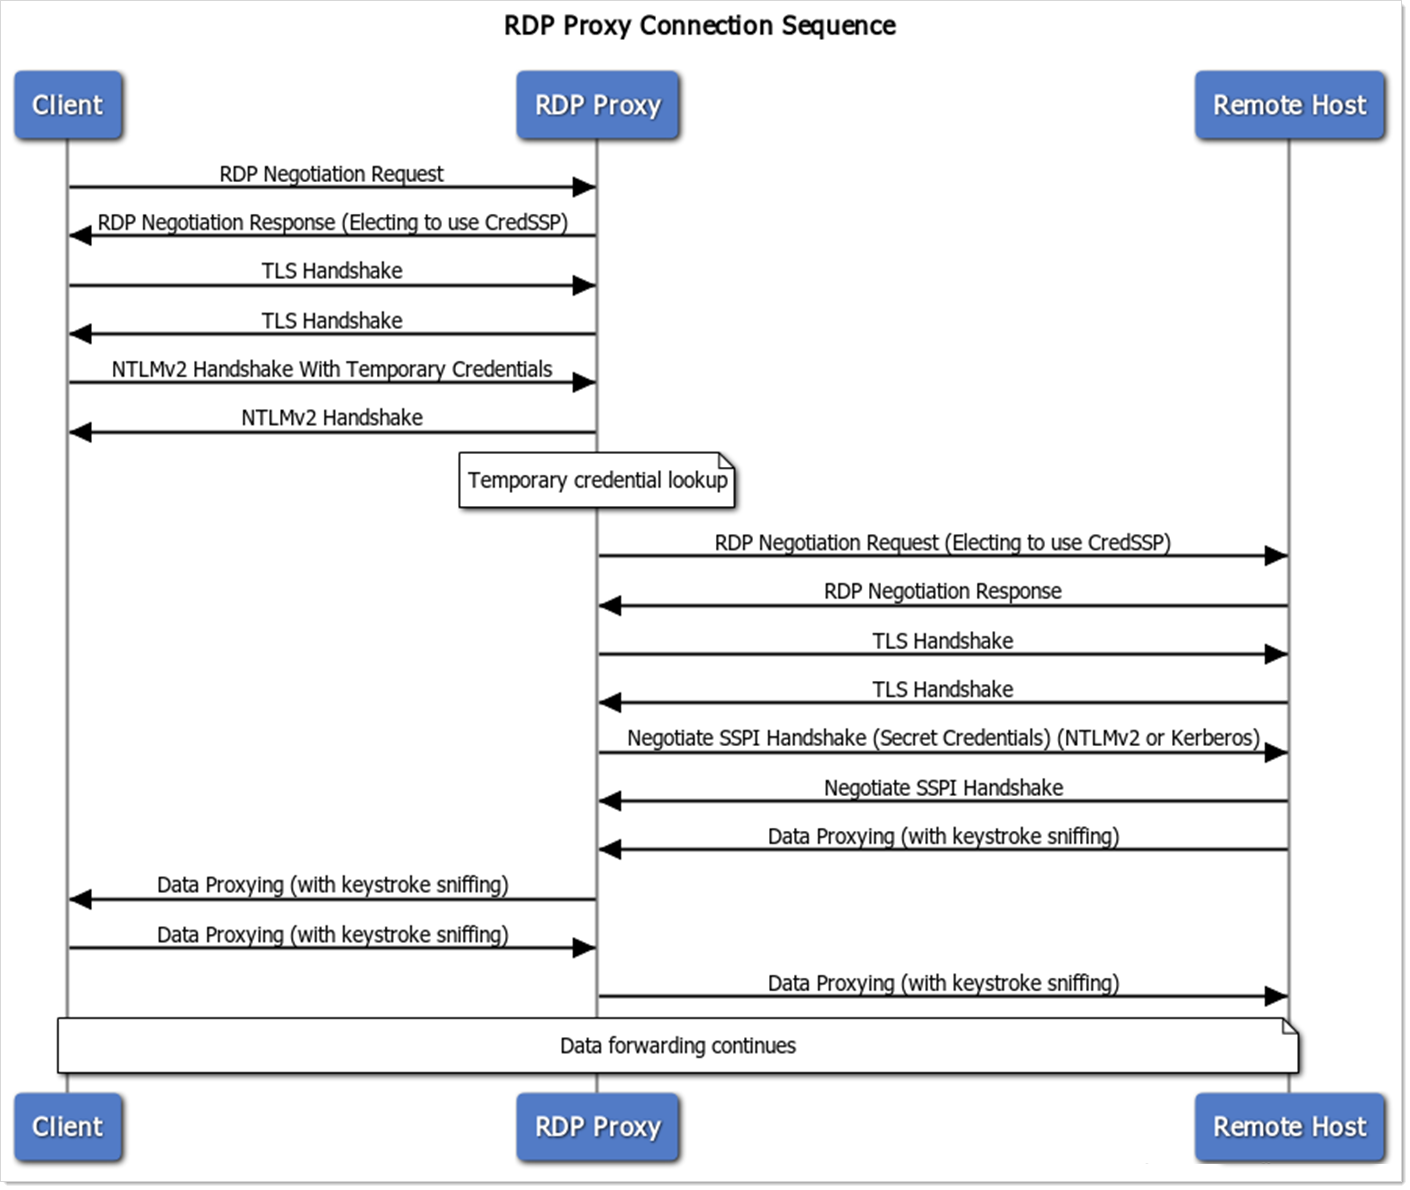 RDP Proxy Connection Sequence
Client
RDP Proxy
Remote Host
RDP Negotiation Request
RDP Negotiation Response (Electing to use CredSSP)
TLS Handshake
TLS Handshake
NTLMv2 Handshake With Temporary Credentials
NTLMv2 Handshake
Temporary credential lookup
RDP Negotiation Request (Electing to use CredSSP)
RDP Negotiation Response
TLS Handshake
TLS Handshake
Negotiate SSPI Handshake (Secret Credentials) (NTLMv2 or Kerberos)
Negotiate SSPI Handshake
Data Proxying (with keystroke sniffing)
Data Proxying (with keystroke sniffing)
Data Proxying (with keystroke sniffing)
Data Proxying (with keystroke sniffing)
Data forwarding continues
Client
RDP Proxy
Remote Host